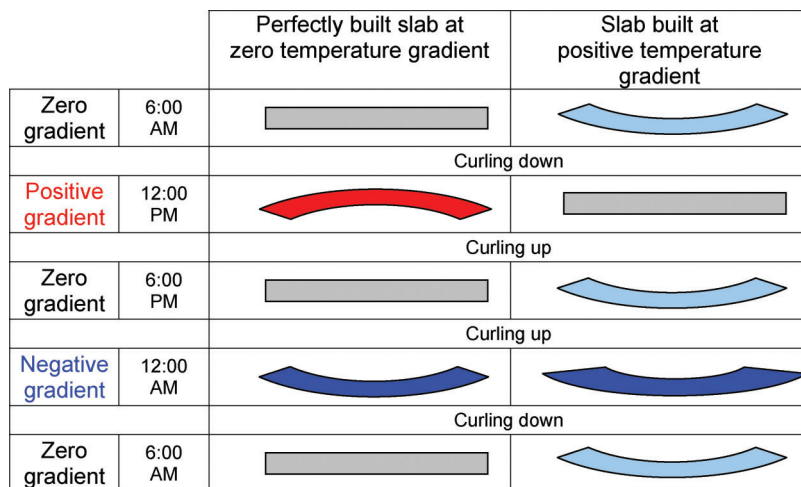 Perfectly built slab at
zero temperature gradient
Slab built at
positive temperature
gradient
Zero
gradient
6:00
AM
Curling down
Positive
gradient
12:00
PM
Curling up
Zero
gradient
6:00
PM
Curling up
Negative
gradient
12:00
AM
Curling down
Zero
gradient
6:00
AM